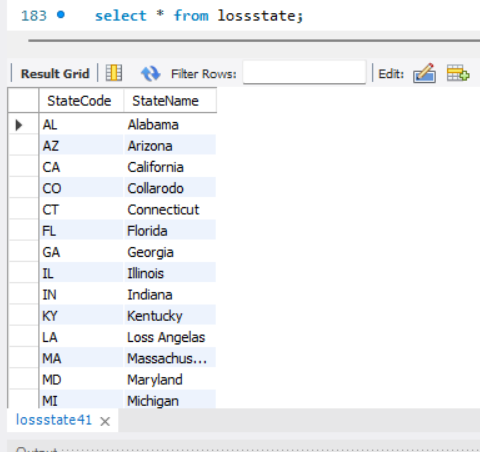 183 select * from lossstate;
Result Grid Filter Rows: Edit:
StateCode StateName
AL Alabama
AZ Arizona
CA California
CO Collarodo
CT Connecticut
FL Florida
GA Georgia
IL Illinois
IN Indiana
KY Kentucky
LA Loss Angelas
MA Massachus...
MD Maryland
MI Michigan
lossstate41
Output